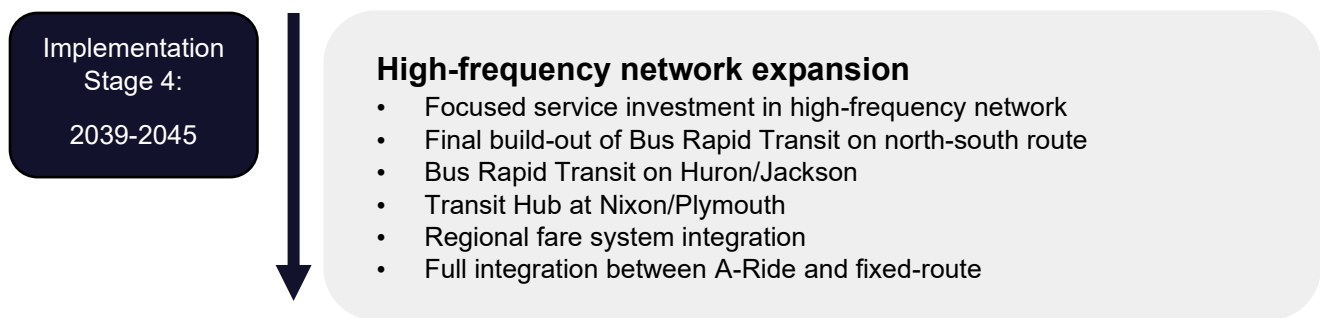 Implementation
Stage 4:
2039-2045
High-frequency network expansion
• Focused service investment in high-frequency network
• Final build-out of Bus Rapid Transit on north-south route
• Bus Rapid Transit on Huron/Jackson
• Transit Hub at Nixon/Plymouth
• Regional fare system integration
• Full integration between A-Ride and fixed-route